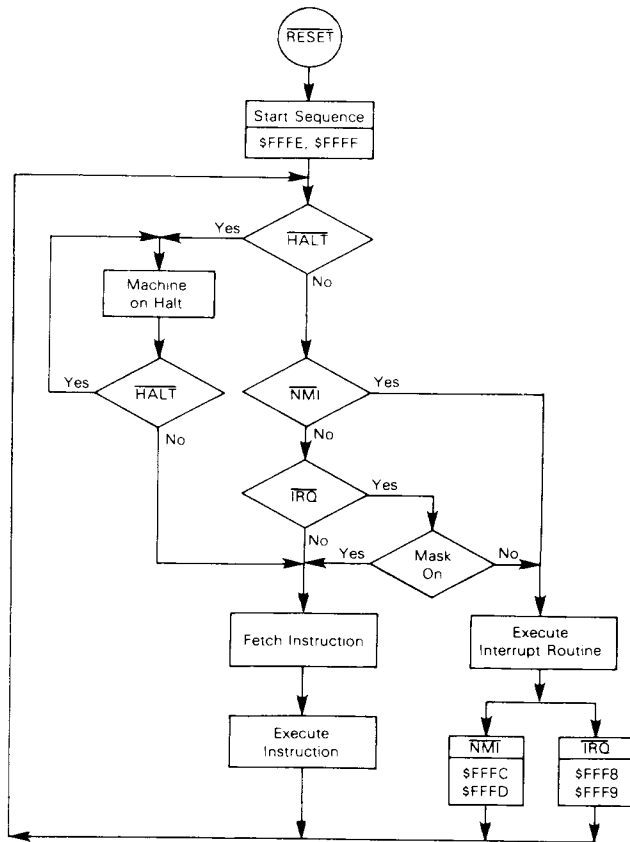 RESET
Start Sequence
$FFFE, $FFFF
Yes
HALT
No
Machine
on Halt
Yes
HALT
No
NMI
Yes
No
IRQ
Yes
No
Yes
Mask
On
No
Fetch Instruction
Execute
Interrupt Routine
Execute
Instruction
NMI
$FFFC
$FFFD
IRQ
$FFF8
$FFF9